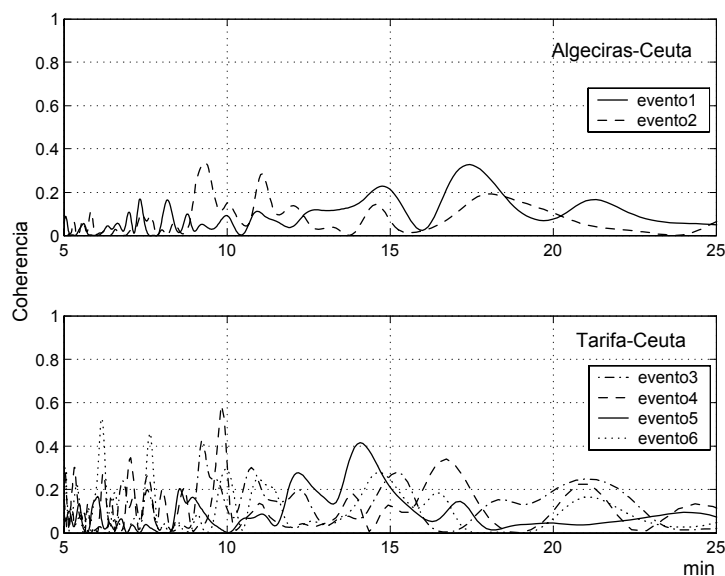 1
0.8
0.6
0.4
0.2
0
5
10
15
20
25
Algeciras-Ceuta
evento1
evento2
Coherencia
1
0.8
0.6
0.4
0.2
0
5
10
15
20
25
Tarifa-Ceuta
evento3
evento4
evento5
evento6
min